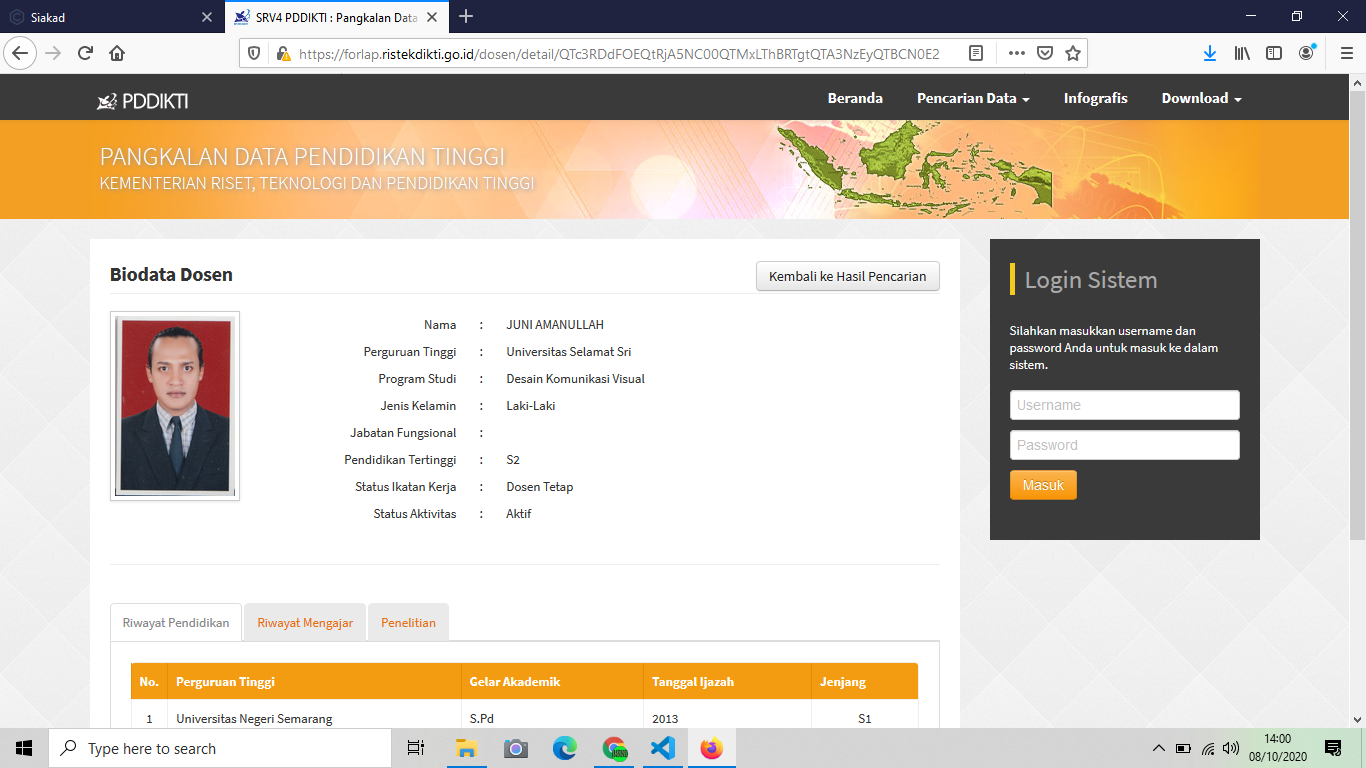 Siakad
SRV4 PDDIKTI : Pangkalan Data
https://forlap.ristekdikti.go.id/dosen/detail/QTc3RDdFOEQtRjA5NC00QTMxLThBRTgtQTA3NzEyQTBCN0E2
PDDIKTI
Beranda Pencarian Data Infografis Download
PANGKALAN DATA PENDIDIKAN TINGGI
KEMENTERIAN RISET, TEKNOLOGI DAN PENDIDIKAN TINGGI
Biodata Dosen
Kembali ke Hasil Pencarian
Nama : JUNI AMANULLAH
Perguruan Tinggi : Universitas Selamat Sri
Program Studi : Desain Komunikasi Visual
Jenis Kelamin : Laki-Laki
Jabatan Fungsional :
Pendidikan Tertinggi : S2
Status Ikatan Kerja : Dosen Tetap
Status Aktivitas : Aktif
Login Sistem
Silahkan masukkan username dan
password Anda untuk masuk ke dalam
sistem.
Username
Password
Masuk
Riwayat Pendidikan Riwayat Mengajar Penelitian
No. Perguruan Tinggi Gelar Akademik Tanggal Ijazah Jenjang
1 Universitas Negeri Semarang S.Pd 2013 S1
Type here to search
14:00
08/10/2020